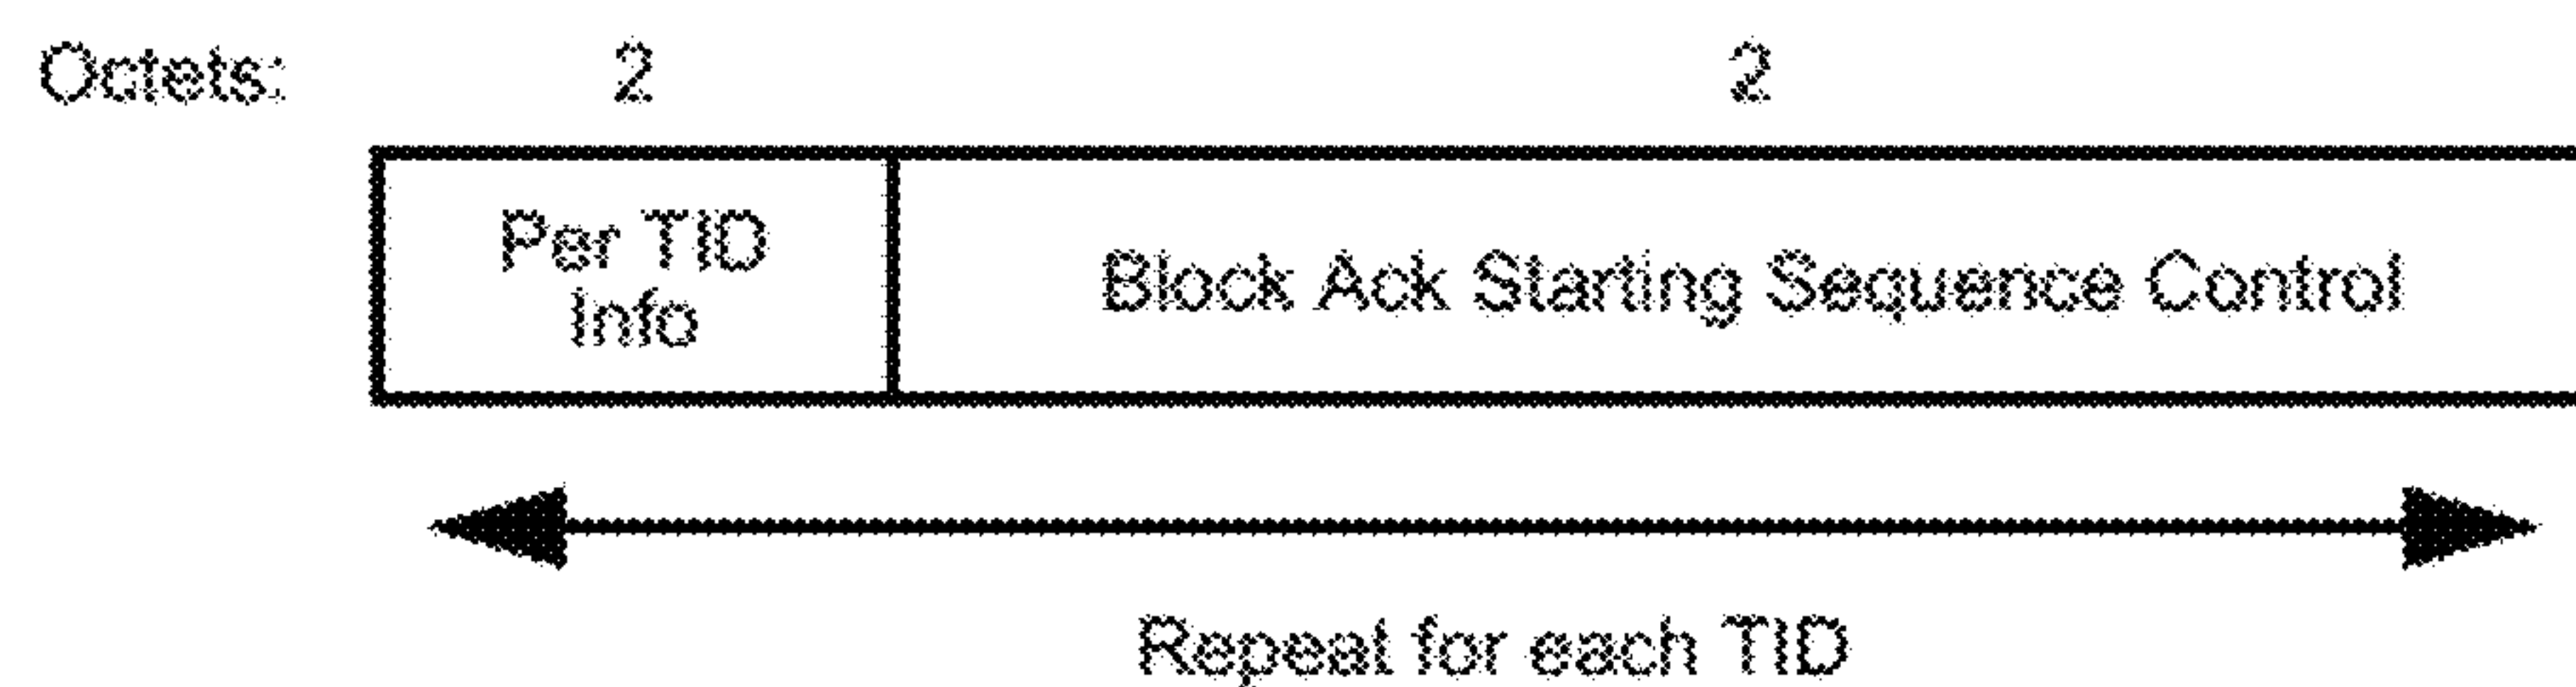 Octets: 2 2
Per TID
Info
Block Ack Starting Sequence Control
Repeat for each TID